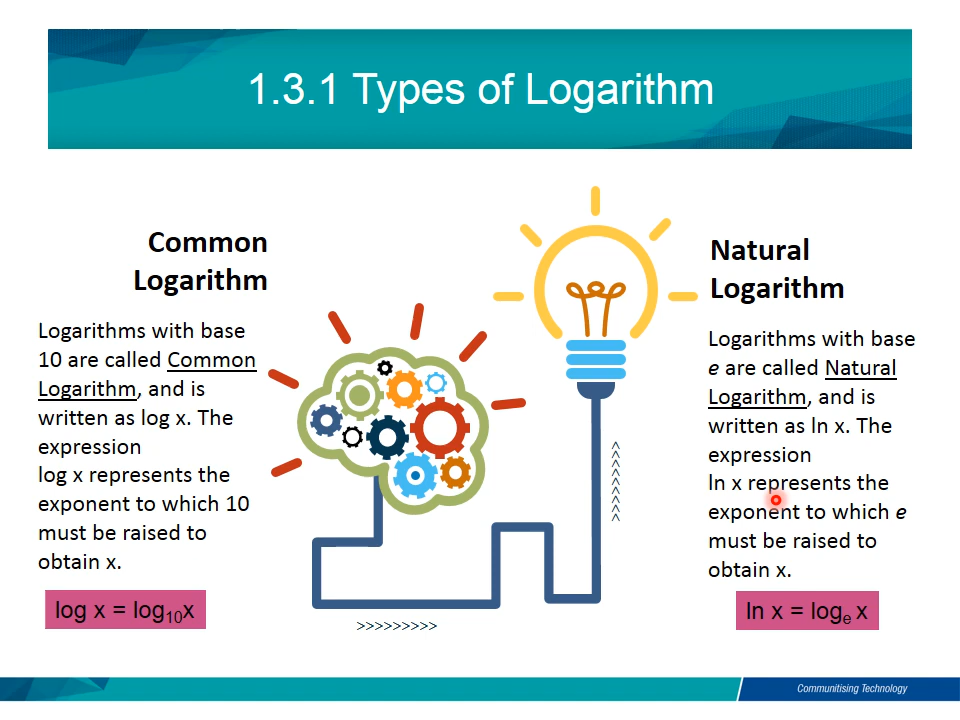 1.3.1 Types of Logarithm
Common
Logarithm
Logarithms with base
10 are called Common
Logarithm, and is
written as log x. The
expression
log x represents the
exponent to which 10
must be raised to
obtain x.
log x = log₁₀x
>>>>>>>>>
>>>>>>>>>
Natural
Logarithm
Logarithms with base
e are called Natural
Logarithm, and is
written as ln x. The
expression
ln x represents the
exponent to which e
must be raised to
obtain x.
ln x = logₑ x
Communitising Technology